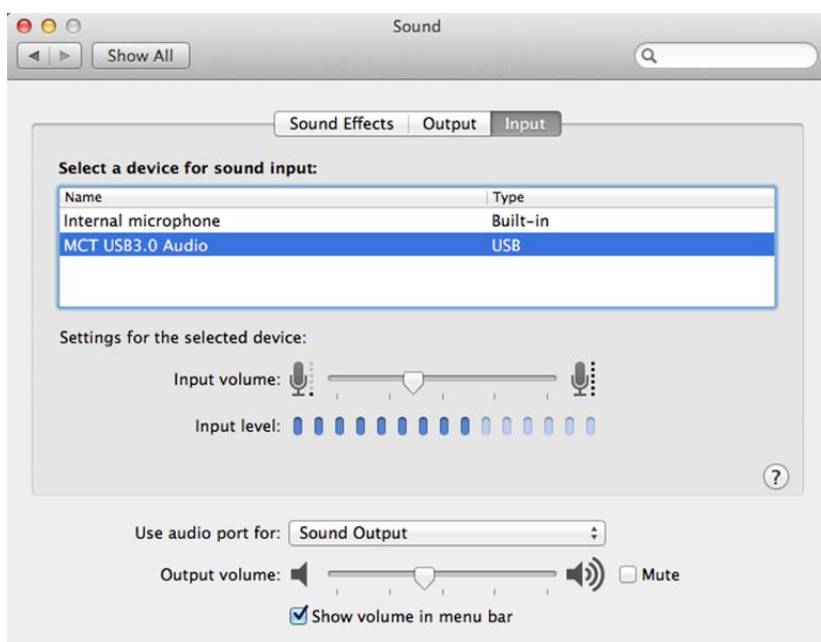 Sound
Show All
Sound Effects Output Input
Select a device for sound input:
Name Type
Internal microphone Built-in
MCT USB3.0 Audio USB
Settings for the selected device:
Input volume:
Input level:
?
Use audio port for: Sound Output
Output volume: Mute
Show volume in menu bar